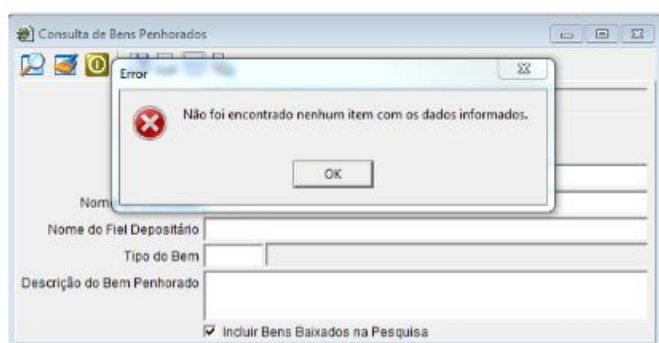 Consulta de Bens Penhorados
Error
Não foi encontrado nenhum item com os dados informados.
OK
Nome
Nome do Fiel Depositário
Tipo do Bem
Descrição do Bem Penhorado
Incluir Bens Baixados na Pesquisa